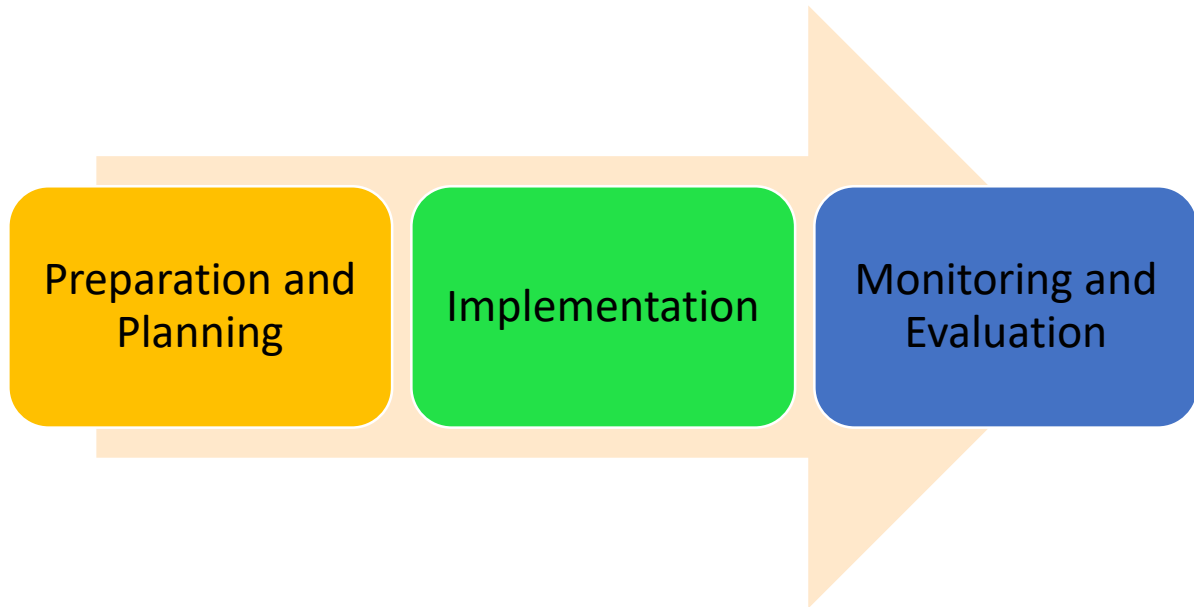 Preparation and
Planning
Implementation
Monitoring and
Evaluation